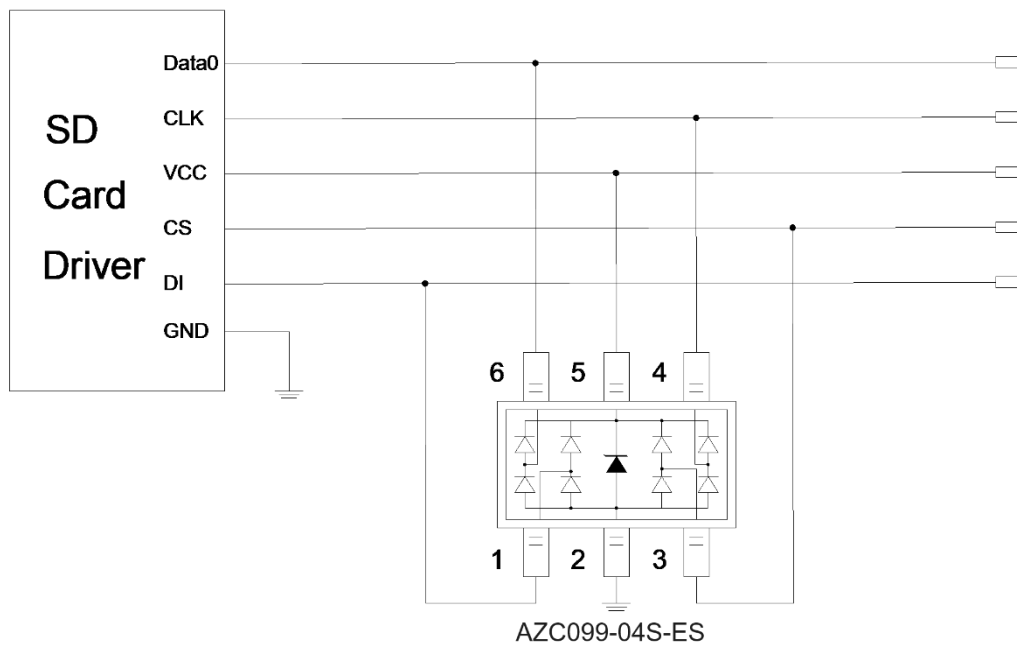 Data0
SD
CLK
VCC
Card
CS
Driver
DI
GND
6 5 4
1 2 3
AZC099-04S-ES